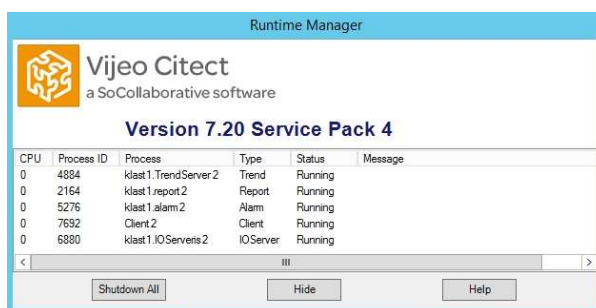 Runtime Manager
Vijeo Citect
a SoCollaborative software
Version 7.20 Service Pack 4
CPU Process ID Process Type Status Message
0 4884 klast1.TrendServer2 Trend Running
0 2164 klast1.report2 Report Running
0 5276 klast1.alarm2 Alarm Running
0 7692 Client2 Client Running
0 6880 klast1.IOServeris2 IOServer Running
Shutdown All Hide Help